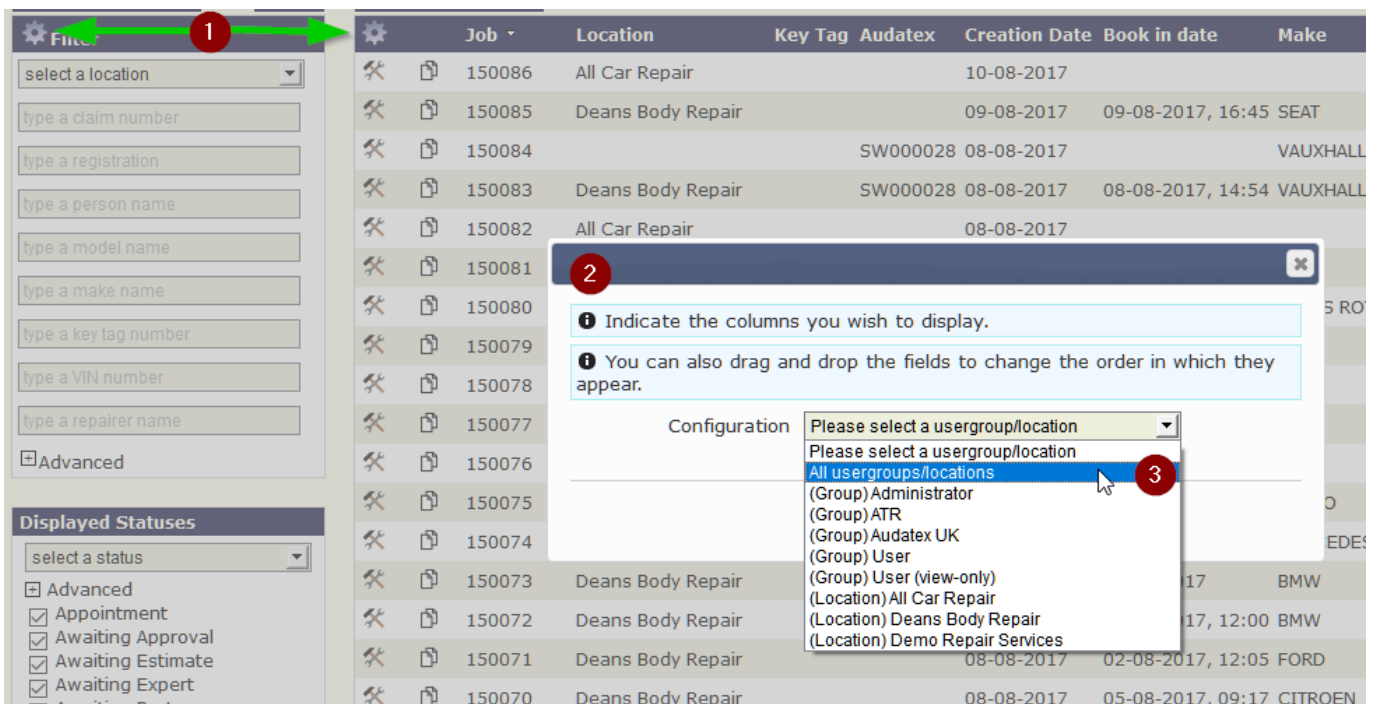 Filter
1
select a location
type a claim number
type a registration
type a person name
type a model name
type a make name
type a key tag number
type a VIN number
type a repairer name
Advanced
Displayed Statuses
select a status
Advanced
Appointment
Awaiting Approval
Awaiting Estimate
Awaiting Expert
Job Location Key Tag Audatex Creation Date Book in date Make
150086 All Car Repair 10-08-2017
150085 Deans Body Repair 09-08-2017 09-08-2017, 16:45 SEAT
150084 SW000028 08-08-2017 VAUXHALL
150083 Deans Body Repair SW000028 08-08-2017 08-08-2017, 14:54 VAUXHALL
150082 All Car Repair 08-08-2017
150081
150080 S RO
150079
150078
150077
150076
150075 O
150074 EDES
150073 Deans Body Repair 17 BMW
150072 Deans Body Repair 17, 12:00 BMW
150071 Deans Body Repair 08-08-2017 02-08-2017, 12:05 FORD
150070 Deans Body Repair 08-08-2017 05-08-2017, 09:17 CITROEN
2
Indicate the columns you wish to display.
You can also drag and drop the fields to change the order in which they
appear.
Configuration Please select a usergroup/location
Please select a usergroup/location
All usergroups/locations
3
(Group) Administrator
(Group) ATR
(Group) Audatex UK
(Group) User
(Group) User (view-only)
(Location) All Car Repair
(Location) Deans Body Repair
(Location) Demo Repair Services